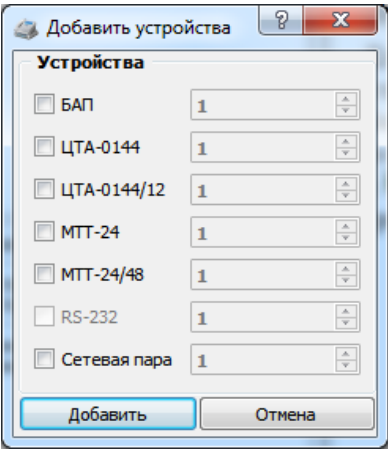 Добавить устройства
Устройства
БАП 1
ЦТА-0144 1
ЦТА-0144/12 1
МТТ-24 1
МТТ-24/48 1
RS-232 1
Сетевая пара 1
Добавить Отмена